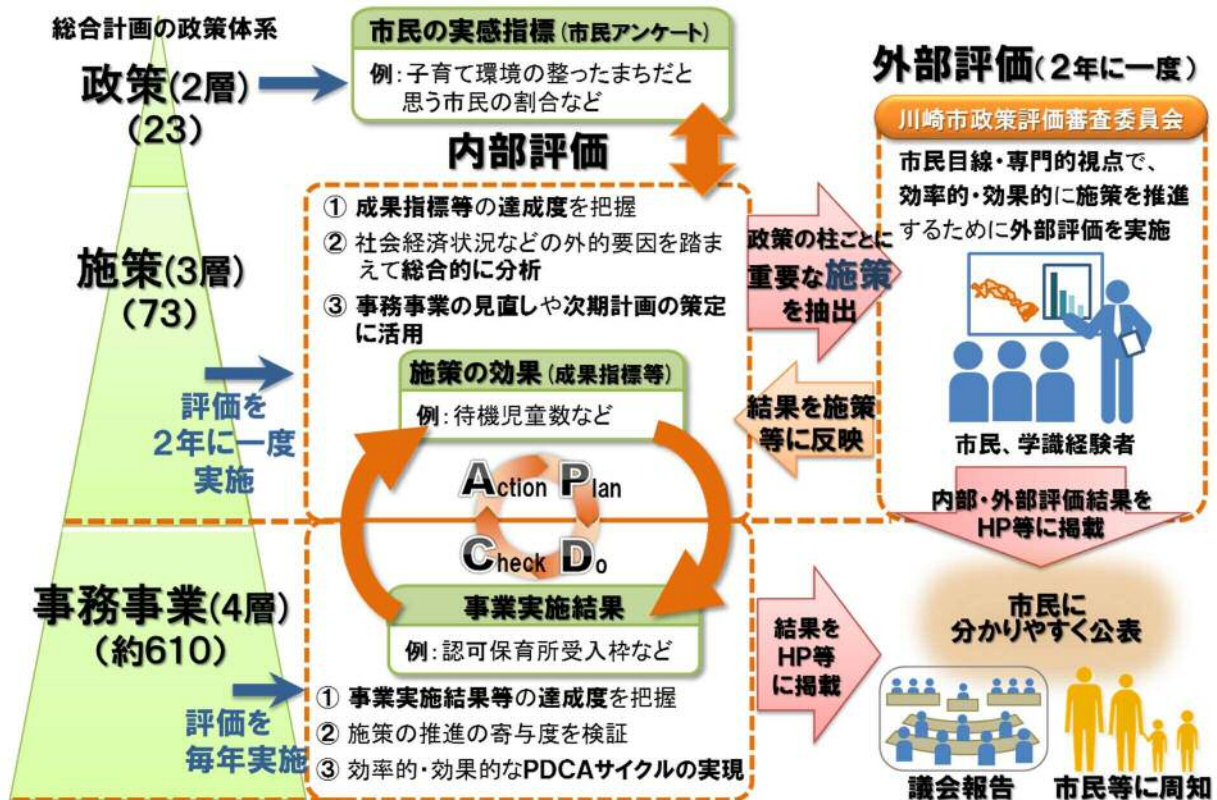 総合計画の政策体系
政策(2層)
(23)
施策(3層)
(73)
評価を
2年に一度
実施
事務事業(4層)
(約610)
評価を
毎年実施
市民の実感指標(市民アンケート)
例:子育て環境の整ったまちだと
思う市民の割合など
内部評価
① 成果指標等の達成度を把握
② 社会経済状況などの外的要因を踏ま
えて総合的に分析
③ 事務事業の見直しや次期計画の策定
に活用
施策の効果(成果指標等)
例:待機児童数など
Action Plan
Check Do
事業実施結果
例:認可保育所受入枠など
① 事業実施結果等の達成度を把握
② 施策の推進の寄与度を検証
③ 効率的・効果的なPDCAサイクルの実現
政策の柱ごとに
重要な施策
を抽出
結果を施策
等に反映
結果を
HP等
に掲載
外部評価(2年に一度)
川崎市政策評価審査委員会
市民目線・専門的視点で、
効率的・効果的に施策を推進
するために外部評価を実施
市民、学識経験者
内部・外部評価結果を
HP等に掲載
市民に
分かりやすく公表
議会報告
市民等に周知